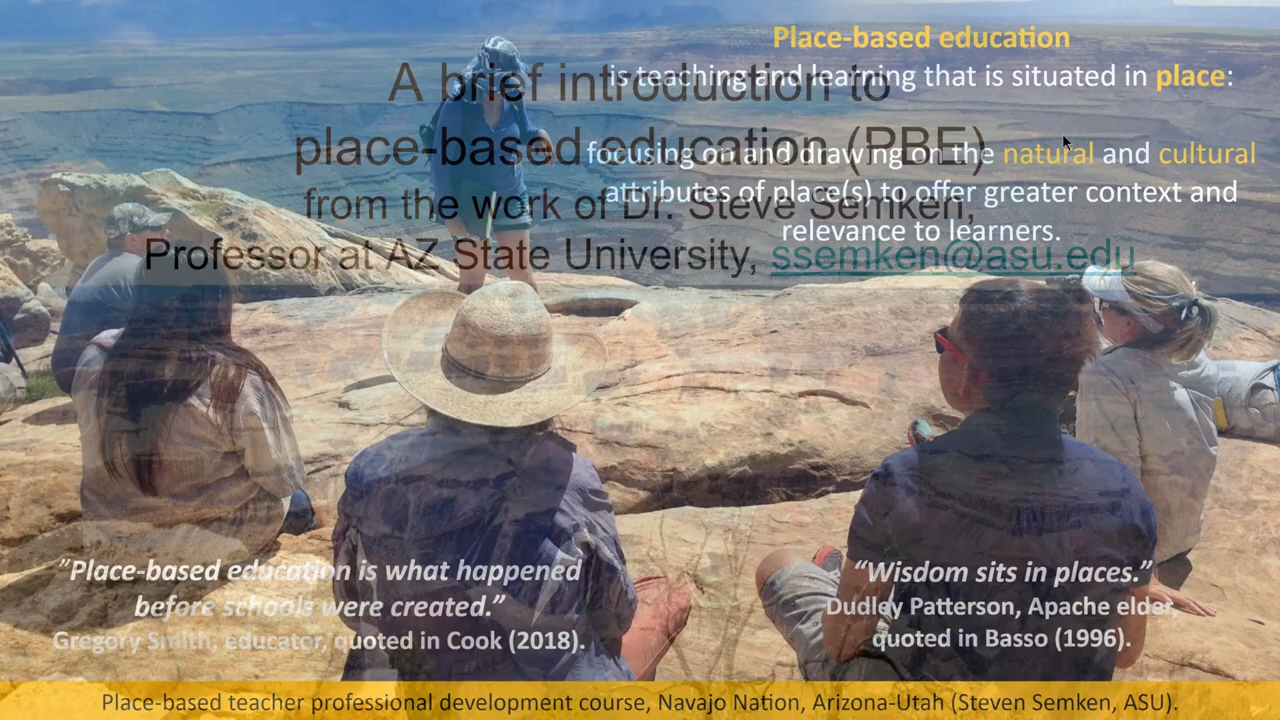 A brief introduction to
place-based education (PBE)
from the work of Dr. Steve Semken,
Professor at AZ State University, ssemken@asu.edu
Place-based education
is teaching and learning that is situated in place:
focusing on and drawing on the natural and cultural
attributes of place(s) to offer greater context and
relevance to learners.
"Place-based education is what happened
before schools were created.”
Gregory Smith, educator, quoted in Cook (2018).
“Wisdom sits in places.”
Dudley Patterson, Apache elder,
quoted in Basso (1996).
Place-based teacher professional development course, Navajo Nation, Arizona-Utah (Steven Semken, ASU).